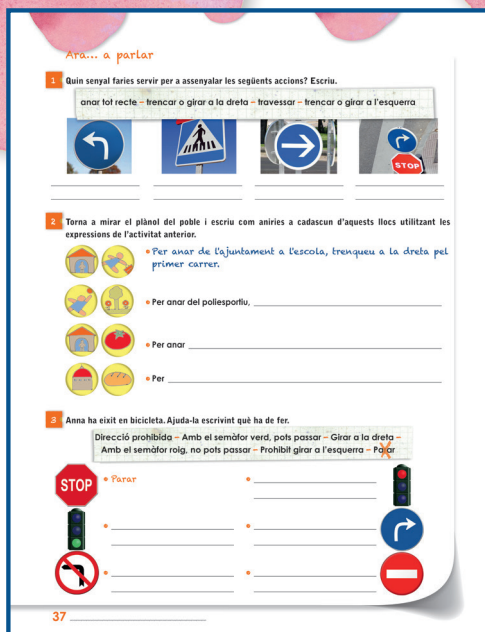 Ara... a parlar
1 Quin senyal faries servir per a assenyalar les següents accions? Escriu.
anar tot recte – trencar o girar a la dreta – travessar – trencar o girar a l'esquerra
STOP
2 Torna a mirar el plànol del poble i escriu com aniries a cadascun d'aquests llocs utilitzant les
expressions de l'activitat anterior.
• Per anar de l'ajuntament a l'escola, trenqueu a la dreta pel
primer carrer.
• Per anar del poliesportiu,
• Per anar
• Per
3 Anna ha eixit en bicicleta. Ajuda-la escrivint què ha de fer.
Direcció prohibida – Amb el semàfor verd, pots passar – Girar a la dreta –
Amb el semàfor roig, no pots passar – Prohibit girar a l'esquerra – Parar
STOP
• Parar
37